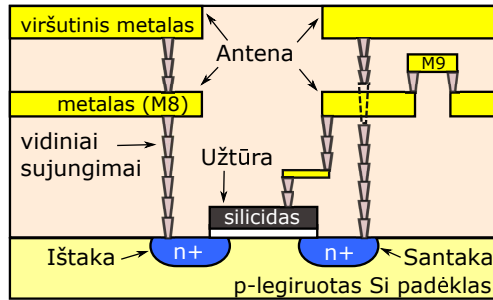 viršutinis metalas
Antena
M9
metalas (M8)
vidiniai
sujungimai
Užtūra
silicidas
Ištaka
n+
n+
Santaka
p-legiruotas Si padėklas